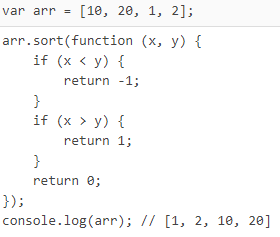 var arr = [10, 20, 1, 2];
arr.sort(function (x, y) {
    if (x < y) {
        return -1;
    }
    if (x > y) {
        return 1;
    }
    return 0;
});
console.log(arr); // [1, 2, 10, 20]